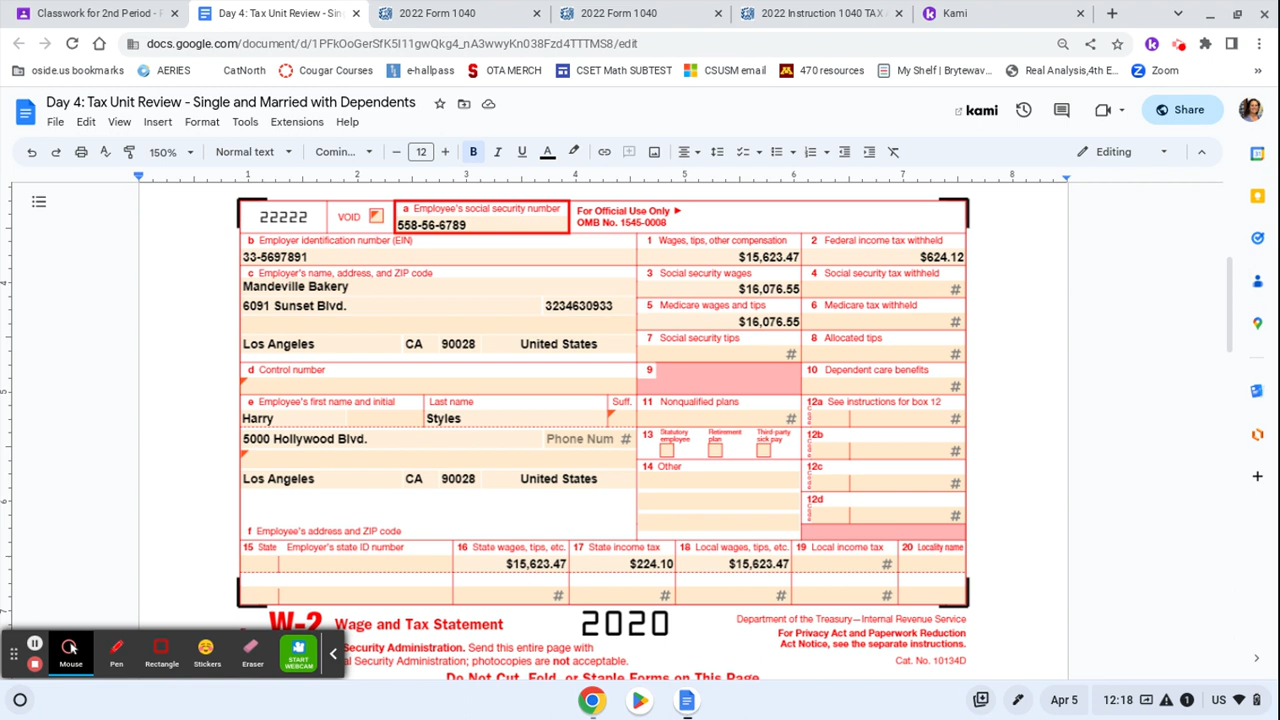 Classwork for 2nd Period -
Day 4: Tax Unit Review - Sin
2022 Form 1040
2022 Form 1040
2022 Instruction 1040 TAX
Kami
docs.google.com/document/d/1PFkOoGerSfK5I11gwQkg4_nA3wwyKn038Fzd4TTTMS8/edit
oside.us bookmarks
AERIES
CatNorth
Cougar Courses
e-hallpass
OTA MERCH
CSET Math SUBTEST
CSUSM email
470 resources
My Shelf | Brytewav...
Real Analysis,4th E...
Zoom
»
Day 4: Tax Unit Review - Single and Married with Dependents
kami
Share
File Edit View Insert Format Tools Extensions Help
150% Normal text Comin... − 12 + B I U A Editing
1 2 3 4 5 6 7 8
22222
VOID
a Employee's social security number
558-56-6789
For Official Use Only ►
OMB No. 1545-0008
b Employer identification number (EIN)
33-5697891
1 Wages, tips, other compensation
$15,623.47
2 Federal income tax withheld
$624.12
c Employer's name, address, and ZIP code
Mandeville Bakery
6091 Sunset Blvd. 3234630933
Los Angeles CA 90028 United States
3 Social security wages
$16,076.55
4 Social security tax withheld
#
5 Medicare wages and tips
$16,076.55
6 Medicare tax withheld
#
7 Social security tips
#
8 Allocated tips
#
d Control number
9
10 Dependent care benefits
#
e Employee's first name and initial Last name Suff.
Harry Styles
5000 Hollywood Blvd. Phone Num #
Los Angeles CA 90028 United States
f Employee's address and ZIP code
11 Nonqualified plans
#
12a See instructions for box 12
#
13 Statutory employee Retirement plan Third-party sick pay
12b
#
14 Other
12c
#
12d
#
15 State Employer's state ID number
16 State wages, tips, etc.
$15,623.47
#
17 State income tax
$224.10
#
18 Local wages, tips, etc.
$15,623.47
#
19 Local income tax
#
#
20 Locality name
W-2 Wage and Tax Statement
2020
Department of the Treasury—Internal Revenue Service
For Privacy Act and Paperwork Reduction
Act Notice, see the separate instructions.
Cat. No. 10134D
Security Administration. Send this entire page with
l Security Administration; photocopies are not acceptable.
Do Not Cut, Fold, or Staple Forms on This Page
Mouse
Pen
Rectangle
Stickers
Eraser
START WEBCAM
Apr 5
US